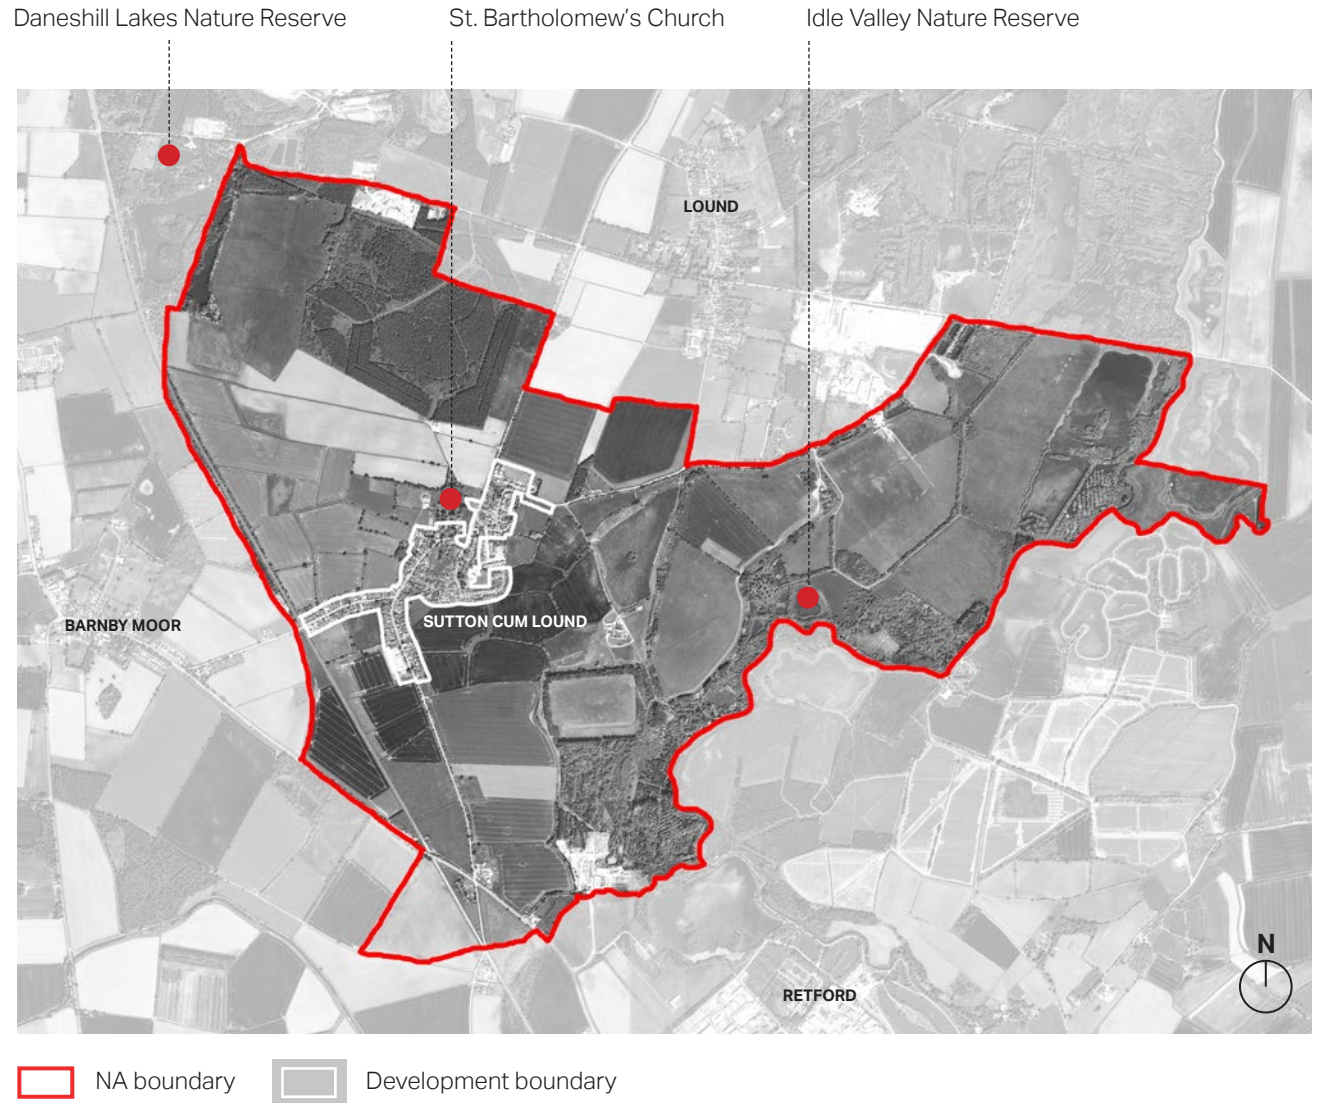 Daneshill Lakes Nature Reserve
St. Bartholomew’s Church
Idle Valley Nature Reserve
LOUND
BARNBY MOOR
SUTTON CUM LOUND
N
RETFORD
NA boundary
Development boundary